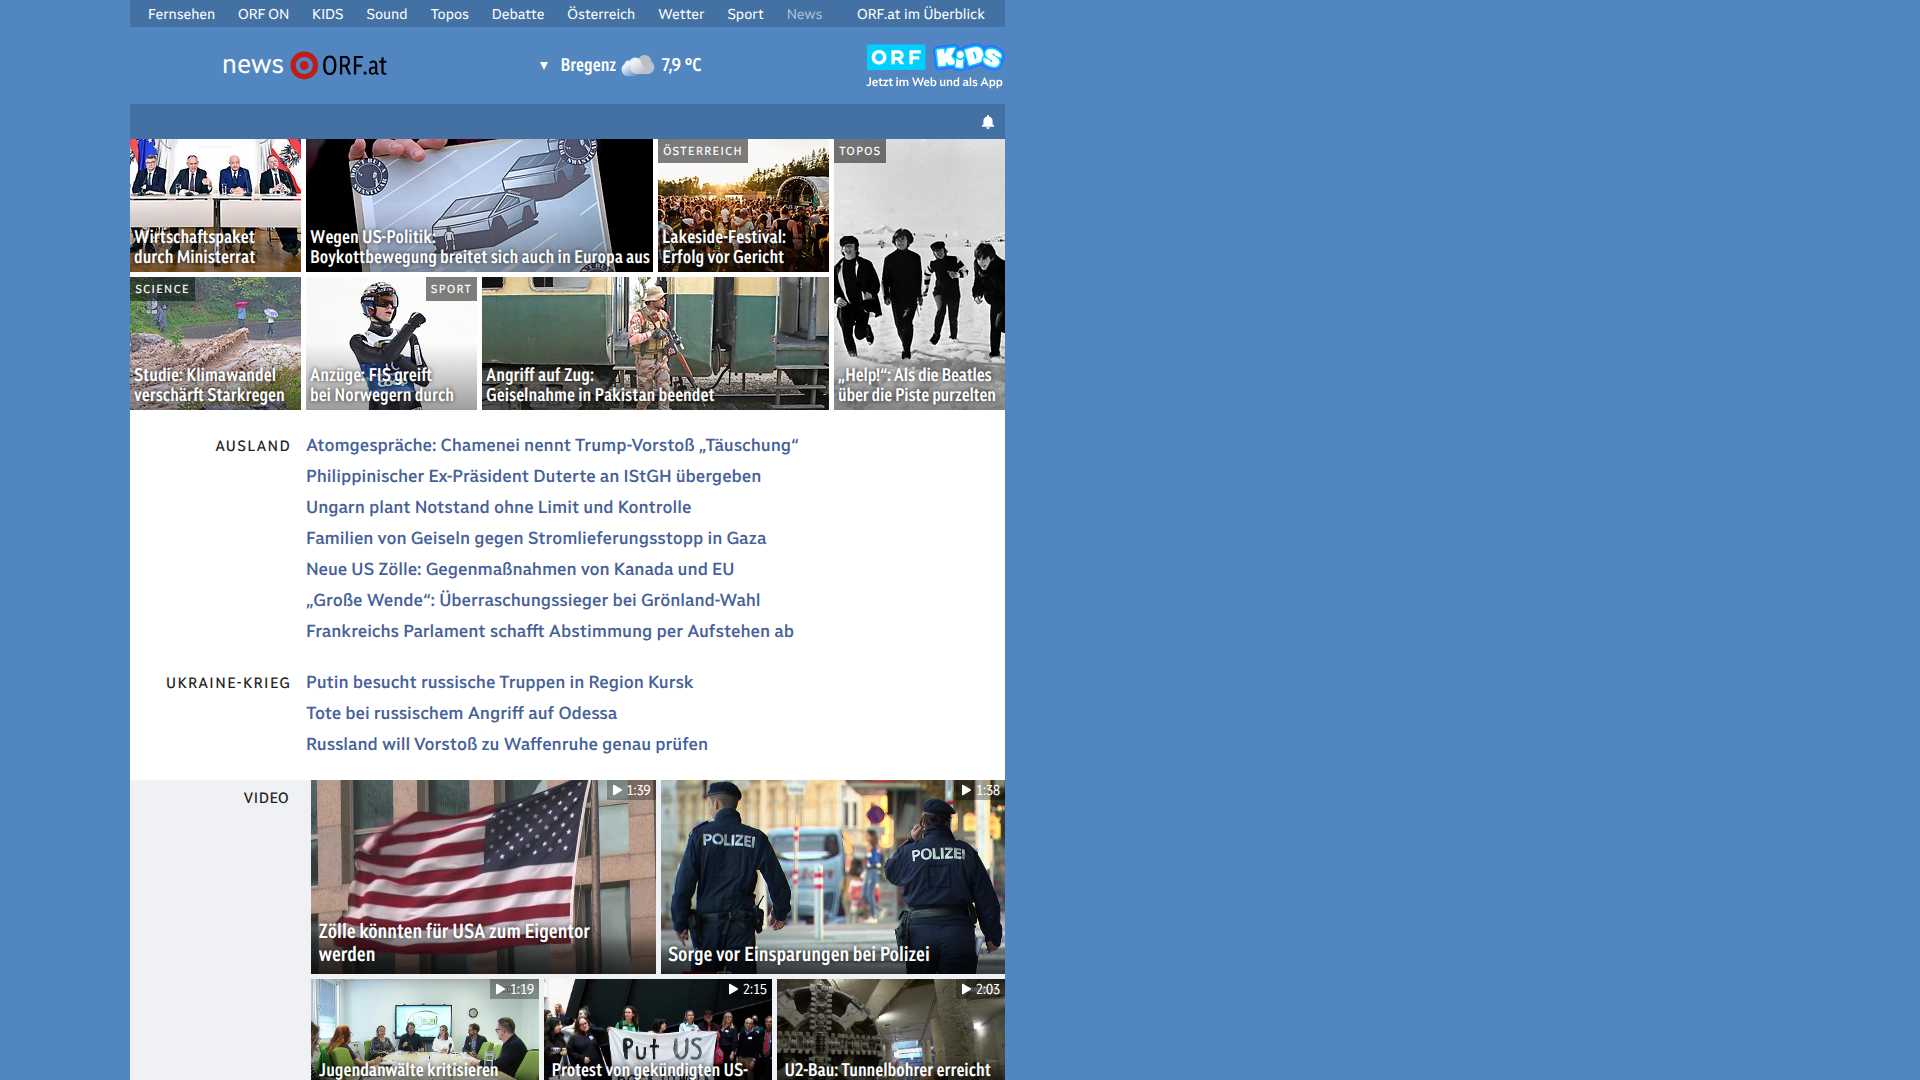 Fernsehen ORF ON KIDS Sound Topos Debatte Österreich Wetter Sport News ORF.at im Überblick
news ORF.at
▼ Bregenz 7,9 °C
ORF KiDS
Jetzt im Web und als App
Wirtschaftspaket
durch Ministerrat
Wegen US-Politik:
Boykottbewegung breitet sich auch in Europa aus
ÖSTERREICH
Lakeside-Festival:
Erfolg vor Gericht
TOPOS
„Help!“: Als die Beatles
über die Piste purzelten
SCIENCE
Studie: Klimawandel
verschärft Starkregen
SPORT
Anzüge: FIS greift
bei Norwegern durch
Angriff auf Zug:
Geiselnahme in Pakistan beendet
AUSLAND
Atomgespräche: Chamenei nennt Trump-Vorstoß „Täuschung“
Philippinischer Ex-Präsident Duterte an IStGH übergeben
Ungarn plant Notstand ohne Limit und Kontrolle
Familien von Geiseln gegen Stromlieferungsstopp in Gaza
Neue US Zölle: Gegenmaßnahmen von Kanada und EU
„Große Wende“: Überraschungssieger bei Grönland-Wahl
Frankreichs Parlament schafft Abstimmung per Aufstehen ab
UKRAINE-KRIEG
Putin besucht russische Truppen in Region Kursk
Tote bei russischem Angriff auf Odessa
Russland will Vorstoß zu Waffenruhe genau prüfen
VIDEO
1:39
Zölle könnten für USA zum Eigentor
werden
1:38
POLIZEI
POLIZEI
Sorge vor Einsparungen bei Polizei
1:19
Jugendanwälte kritisieren
2:15
Put US
Protest von gekündigten US-
2:03
U2-Bau: Tunnelbohrer erreicht